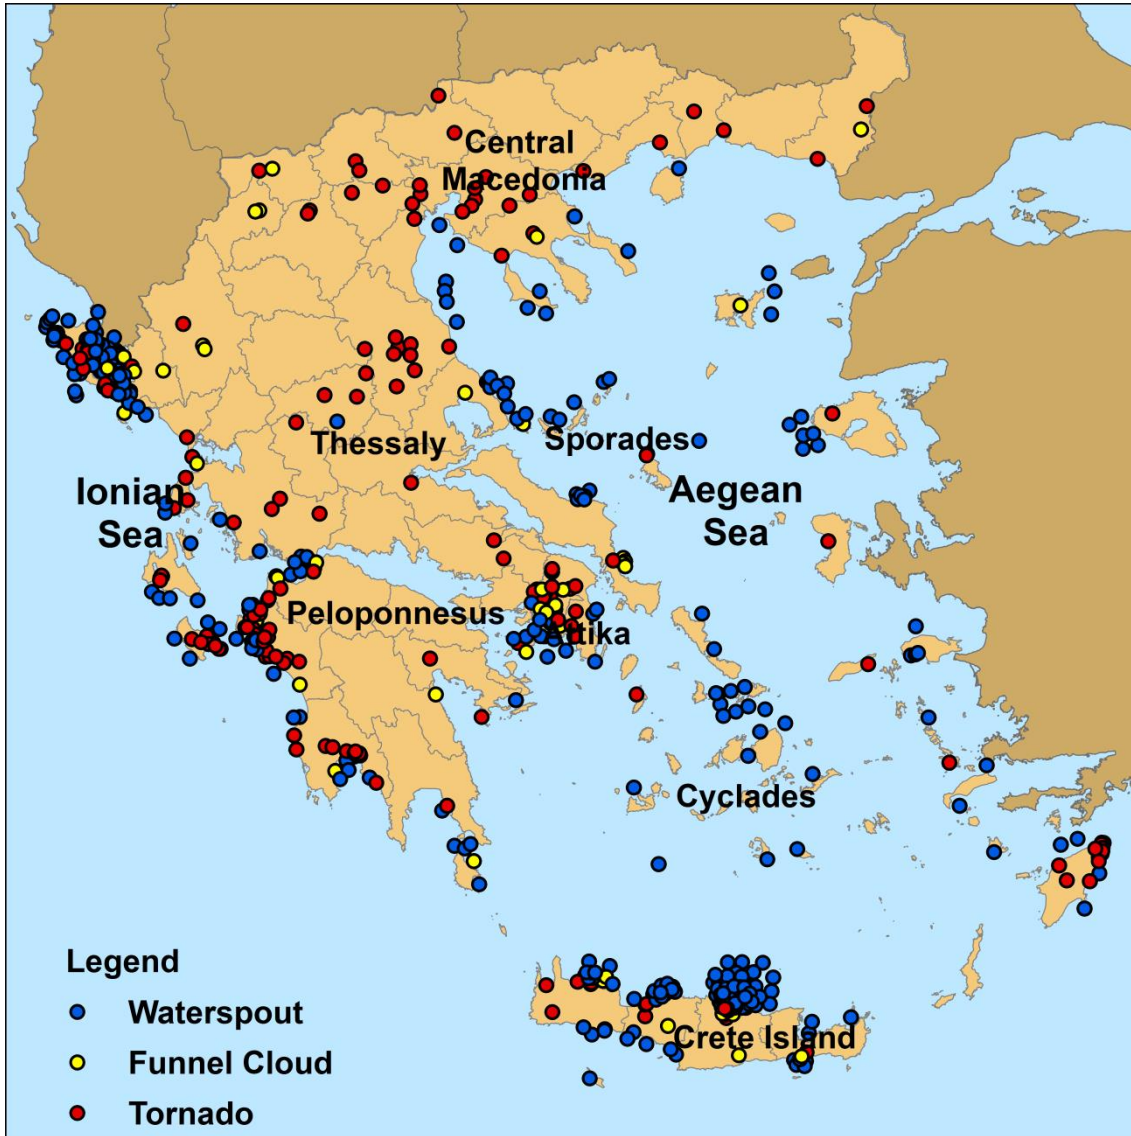 Central
Macedonia
Thessaly
Sporades
Ionian
Sea
Aegean
Sea
Peloponnesus
Attika
Cyclades
Crete Island
Legend
Waterspout
Funnel Cloud
Tornado